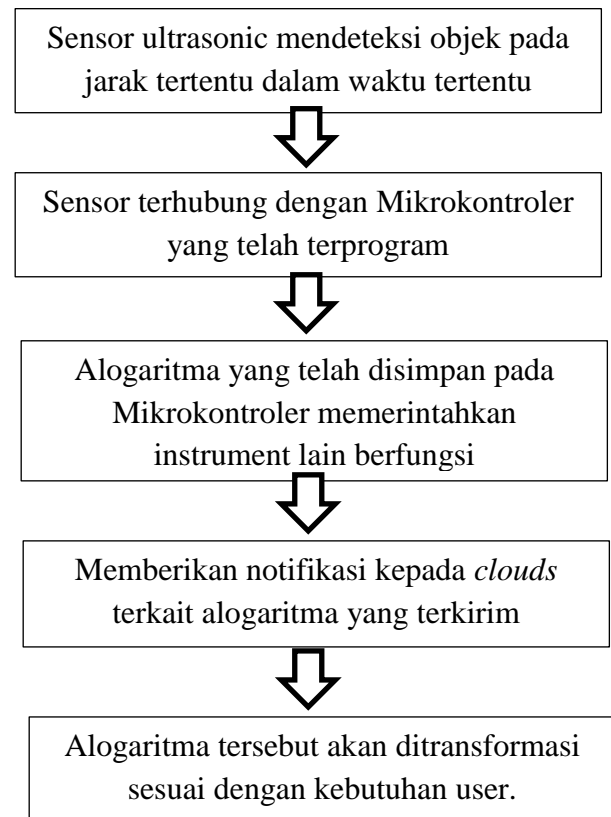 Sensor ultrasonic mendeteksi objek pada
jarak tertentu dalam waktu tertentu
Sensor terhubung dengan Mikrokontroler
yang telah terprogram
Alogaritma yang telah disimpan pada
Mikrokontroler memerintahkan
instrument lain berfungsi
Memberikan notifikasi kepada clouds
terkait alogaritma yang terkirim
Alogaritma tersebut akan ditransformasi
sesuai dengan kebutuhan user.